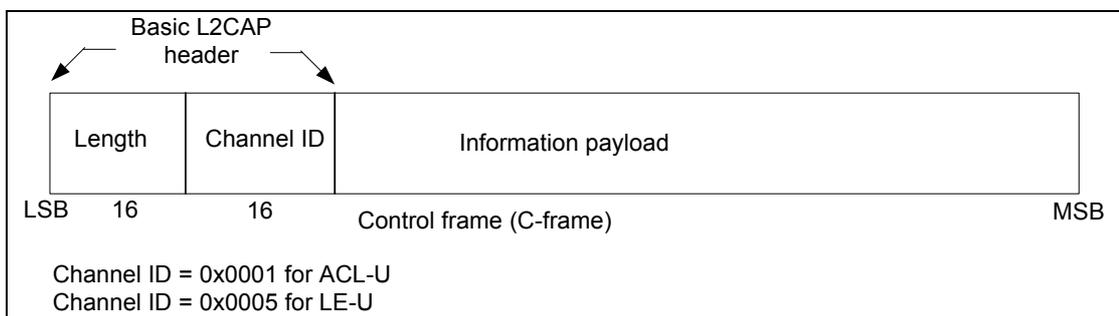 Basic L2CAP
header
Length
Channel ID
Information payload
LSB
16
16
Control frame (C-frame)
MSB
Channel ID = 0x0001 for ACL-U
Channel ID = 0x0005 for LE-U